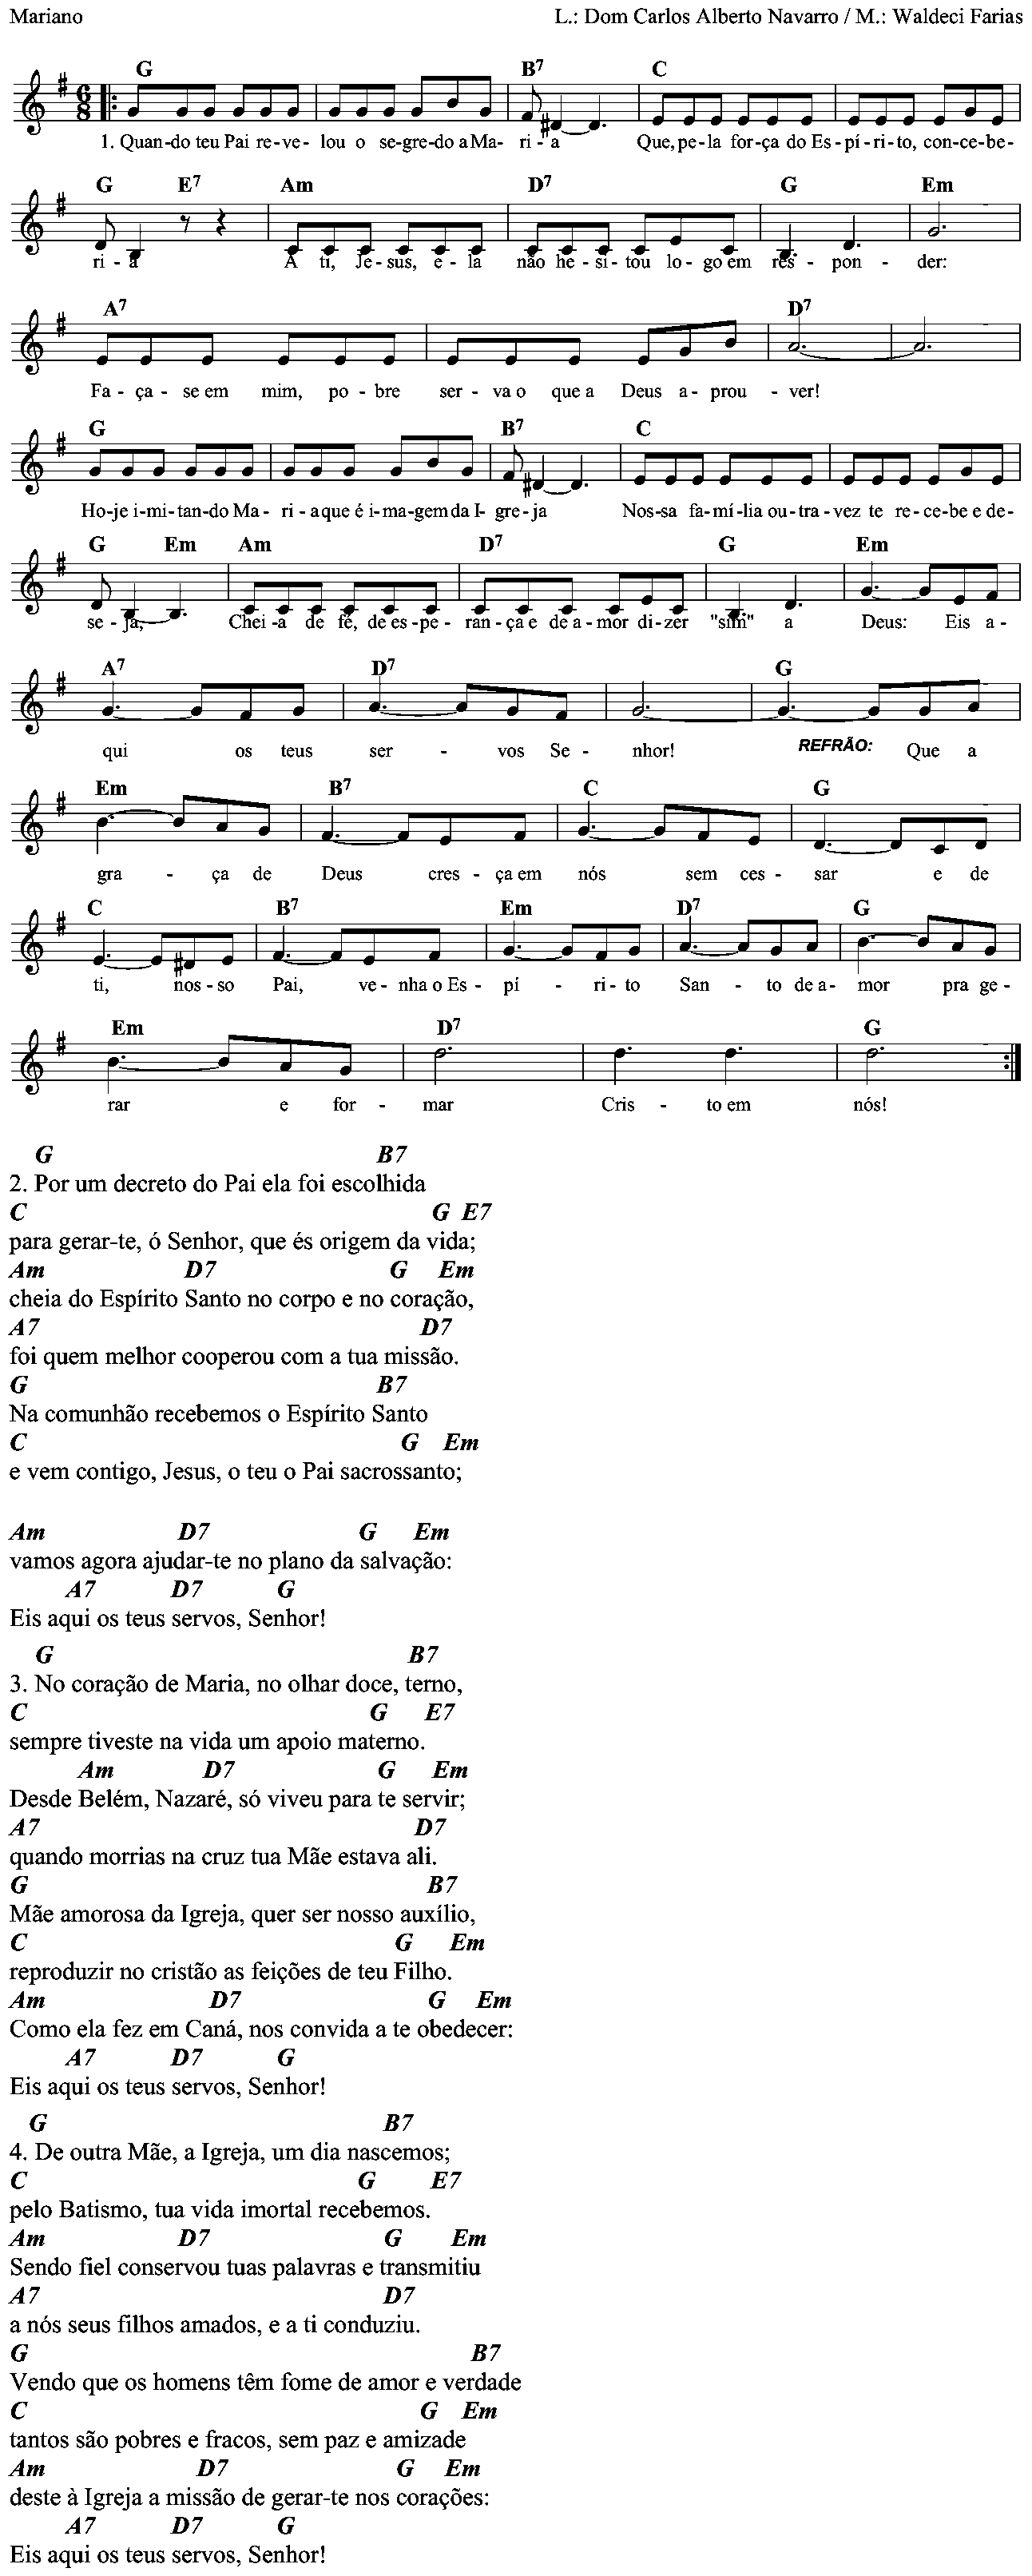 Mariano L.: Dom Carlos Alberto Navarro / M.: Waldeci Farias
G B7 C
6 8
1. Quan-do teu Pai re-ve- lou o se-gre-do a Ma- ri - a Que, pe-la for-ça do Es-pí-ri-to, con-ce-be-
G E7 Am D7 G Em
ri - a A ti, Je-sus, e - la não he-si-tou lo-go em res - pon - der:
A7 D7
Fa - ça - se em mim, po - bre ser - va o que a Deus a - prou - ver!
G B7 C
Ho-je i-mi-tan-do Ma- ri - a que é i-ma-gem da I- gre-ja Nos-sa fa-mí-lia ou-tra-vez te re-ce-be e de-
G Em Am D7 G Em
se - ja, Chei-a de fé, de es-pe-ran-ça e de a-mor di-zer "sim" a Deus: Eis a-
A7 D7 G
qui os teus ser - vos Se - nhor! REFRÃO: Que a
Em B7 C G
gra - ça de Deus cres - ça em nós sem ces - sar e de
C B7 Em D7 G
ti, nos - so Pai, ve - nha o Es - pí - ri - to San - to de a - mor pra ge -
Em D7 G
rar e for - mar Cris - to em nós!
G B7
2. Por um decreto do Pai ela foi escolhida
C G E7
para gerar-te, ó Senhor, que és origem da vida;
Am D7 G Em
cheia do Espírito Santo no corpo e no coração,
A7 D7
foi quem melhor cooperou com a tua missão.
G B7
Na comunhão recebemos o Espírito Santo
C G Em
e vem contigo, Jesus, o teu o Pai sacrossanto;
Am D7 G Em
vamos agora ajudar-te no plano da salvação:
A7 D7 G
Eis aqui os teus servos, Senhor!
G B7
3. No coração de Maria, no olhar doce, terno,
C G E7
sempre tiveste na vida um apoio materno.
Am D7 G Em
Desde Belém, Nazaré, só viveu para te servir;
A7 D7
quando morrias na cruz tua Mãe estava ali.
G B7
Mãe amorosa da Igreja, quer ser nosso auxílio,
C G Em
reproduzir no cristão as feições de teu Filho.
Am D7 G Em
Como ela fez em Caná, nos convida a te obedecer:
A7 D7 G
Eis aqui os teus servos, Senhor!
G B7
4. De outra Mãe, a Igreja, um dia nascemos;
C G E7
pelo Batismo, tua vida imortal recebemos.
Am D7 G Em
Sendo fiel conservou tuas palavras e transmitiu
A7 D7
a nós seus filhos amados, e a ti conduziu.
G B7
Vendo que os homens têm fome de amor e verdade
C G Em
tantos são pobres e fracos, sem paz e amizade
Am D7 G Em
deste à Igreja a missão de gerar-te nos corações:
A7 D7 G
Eis aqui os teus servos, Senhor!